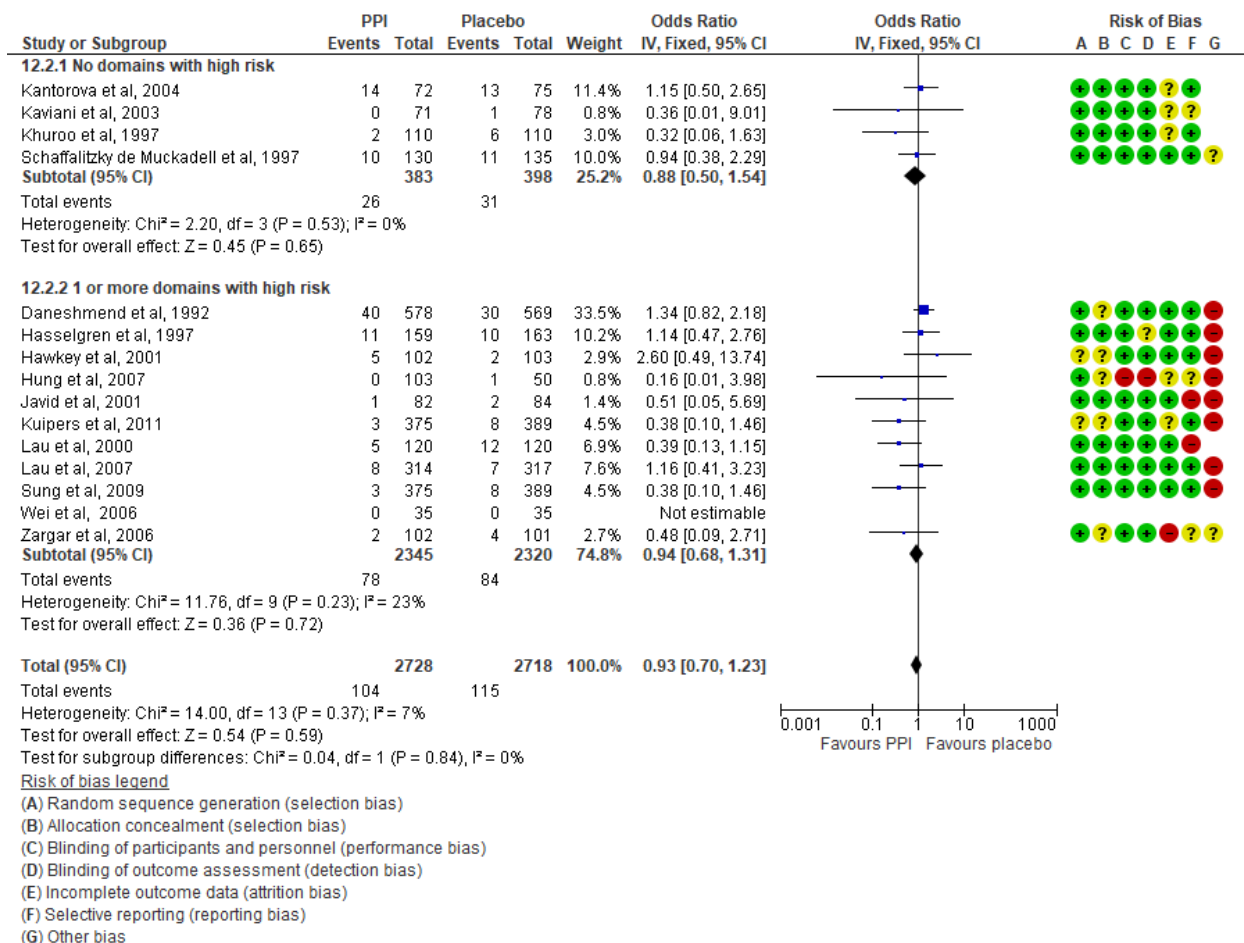 PPI Placebo Odds Ratio Odds Ratio Risk of Bias
Study or Subgroup Events Total Events Total Weight IV, Fixed, 95% CI IV, Fixed, 95% CI A B C D E F G
12.2.1 No domains with high risk
Kantorova et al, 2004 14 72 13 75 11.4% 1.15 [0.50, 2.65] + + + + ? +
Kaviani et al, 2003 0 71 1 78 0.8% 0.36 [0.01, 9.01] + + + + ? ?
Khuroo et al, 1997 2 110 6 110 3.0% 0.32 [0.06, 1.63] + + + + ? +
Schaffalitzky de Muckadell et al, 1997 10 130 11 135 10.0% 0.94 [0.38, 2.29] + + + + + + ?
Subtotal (95% CI) 383 398 25.2% 0.88 [0.50, 1.54]
Total events 26 31
Heterogeneity: Chi² = 2.20, df = 3 (P = 0.53); I² = 0%
Test for overall effect: Z = 0.45 (P = 0.65)
12.2.2 1 or more domains with high risk
Daneshmend et al, 1992 40 578 30 569 33.5% 1.34 [0.82, 2.18] + ? + + + + -
Hasselgren et al, 1997 11 159 10 163 10.2% 1.14 [0.47, 2.76] + + + ? + + -
Hawkey et al, 2001 5 102 2 103 2.9% 2.60 [0.49, 13.74] ? ? + + + + -
Hung et al, 2007 0 103 1 50 0.8% 0.16 [0.01, 3.98] + ? - - ? ? -
Javid et al, 2001 1 82 2 84 1.4% 0.51 [0.05, 5.69] + + + + + - -
Kuipers et al, 2011 3 375 8 389 4.5% 0.38 [0.10, 1.46] ? ? + + ? + -
Lau et al, 2000 5 120 12 120 6.9% 0.39 [0.13, 1.15] + + + + + -
Lau et al, 2007 8 314 7 317 7.6% 1.16 [0.41, 3.23] + + + + + + -
Sung et al, 2009 3 375 8 389 4.5% 0.38 [0.10, 1.46] + + + + + + -
Wei et al, 2006 0 35 0 35 Not estimable
Zargar et al, 2006 2 102 4 101 2.7% 0.48 [0.09, 2.71] + ? + + - ? ?
Subtotal (95% CI) 2345 2320 74.8% 0.94 [0.68, 1.31]
Total events 78 84
Heterogeneity: Chi² = 11.76, df = 9 (P = 0.23); I² = 23%
Test for overall effect: Z = 0.36 (P = 0.72)
Total (95% CI) 2728 2718 100.0% 0.93 [0.70, 1.23]
Total events 104 115
Heterogeneity: Chi² = 14.00, df = 13 (P = 0.37); I² = 7%
Test for overall effect: Z = 0.54 (P = 0.59)
Test for subgroup differences: Chi² = 0.04, df = 1 (P = 0.84), I² = 0%
0.001 0.1 1 10 1000
Favours PPI Favours placebo
Risk of bias legend
(A) Random sequence generation (selection bias)
(B) Allocation concealment (selection bias)
(C) Blinding of participants and personnel (performance bias)
(D) Blinding of outcome assessment (detection bias)
(E) Incomplete outcome data (attrition bias)
(F) Selective reporting (reporting bias)
(G) Other bias